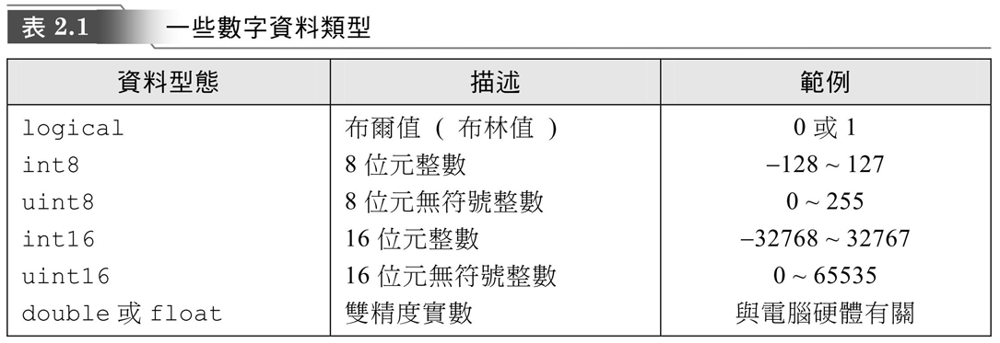 表 2.1 一些數字資料類型
資料型態 描述 範例
logical 布爾值 ( 布林值 ) 0 或 1
int8 8 位元整數 –128 ~ 127
uint8 8 位元無符號整數 0 ~ 255
int16 16 位元整數 –32768 ~ 32767
uint16 16 位元無符號整數 0 ~ 65535
double 或 float 雙精度實數 與電腦硬體有關